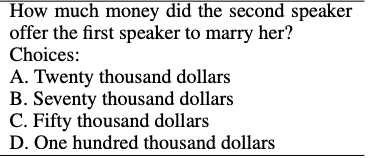 How much money did the second speaker
offer the first speaker to marry her?
Choices:
A. Twenty thousand dollars
B. Seventy thousand dollars
C. Fifty thousand dollars
D. One hundred thousand dollars